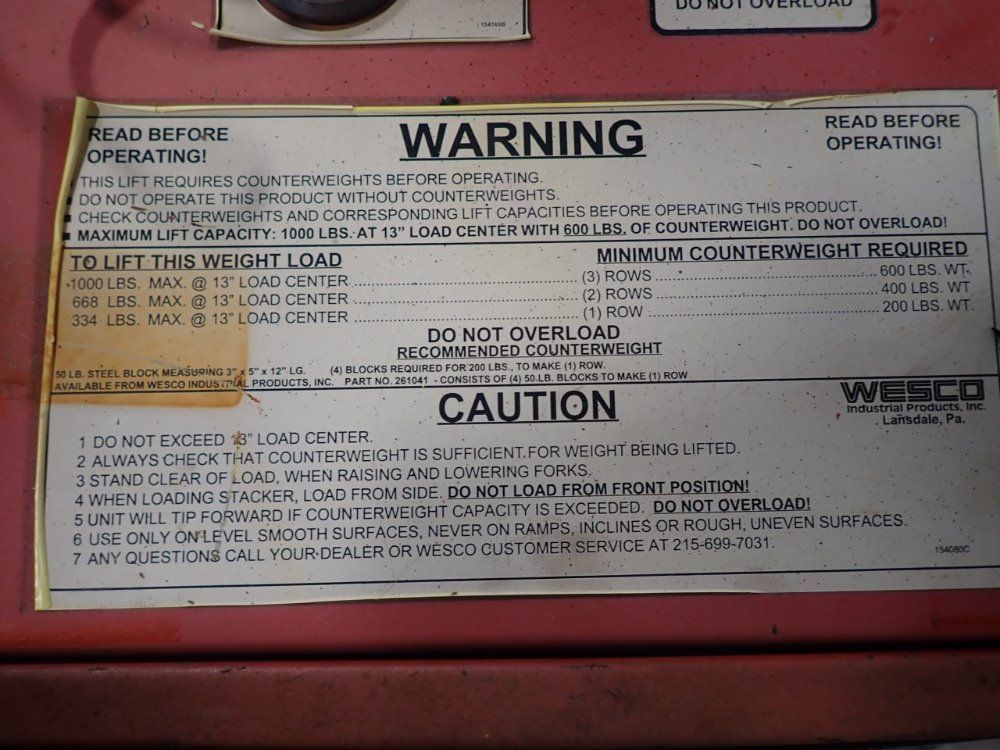 154160B
DO NOT OVERLOAD
READ BEFORE OPERATING!
WARNING
READ BEFORE OPERATING!
THIS LIFT REQUIRES COUNTERWEIGHTS BEFORE OPERATING.
DO NOT OPERATE THIS PRODUCT WITHOUT COUNTERWEIGHTS.
CHECK COUNTERWEIGHTS AND CORRESPONDING LIFT CAPACITIES BEFORE OPERATING THIS PRODUCT.
MAXIMUM LIFT CAPACITY: 1000 LBS. AT 13" LOAD CENTER WITH 600 LBS. OF COUNTERWEIGHT. DO NOT OVERLOAD!
TO LIFT THIS WEIGHT LOAD MINIMUM COUNTERWEIGHT REQUIRED
1000 LBS. MAX. @ 13" LOAD CENTER (3) ROWS 600 LBS. WT.
668 LBS. MAX. @ 13" LOAD CENTER (2) ROWS 400 LBS. WT
334 LBS. MAX. @ 13" LOAD CENTER (1) ROW 200 LBS. WT.
DO NOT OVERLOAD
RECOMMENDED COUNTERWEIGHT
50 LB. STEEL BLOCK MEASURING 3" x 5" x 12" LG. (4) BLOCKS REQUIRED FOR 200 LBS., TO MAKE (1) ROW.
AVAILABLE FROM WESCO INDUSTRIAL PRODUCTS, INC. PART NO. 261041 - CONSISTS OF (4) 50 LB. BLOCKS TO MAKE (1) ROW
CAUTION
WESCO
Industrial Products, Inc.
Lansdale, Pa.
1 DO NOT EXCEED 13" LOAD CENTER.
2 ALWAYS CHECK THAT COUNTERWEIGHT IS SUFFICIENT FOR WEIGHT BEING LIFTED.
3 STAND CLEAR OF LOAD, WHEN RAISING AND LOWERING FORKS.
4 WHEN LOADING STACKER, LOAD FROM SIDE. DO NOT LOAD FROM FRONT POSITION!
5 UNIT WILL TIP FORWARD IF COUNTERWEIGHT CAPACITY IS EXCEEDED. DO NOT OVERLOAD!
6 USE ONLY ON LEVEL SMOOTH SURFACES, NEVER ON RAMPS, INCLINES OR ROUGH, UNEVEN SURFACES.
7 ANY QUESTIONS CALL YOUR DEALER OR WESCO CUSTOMER SERVICE AT 215-699-7031.
154080C